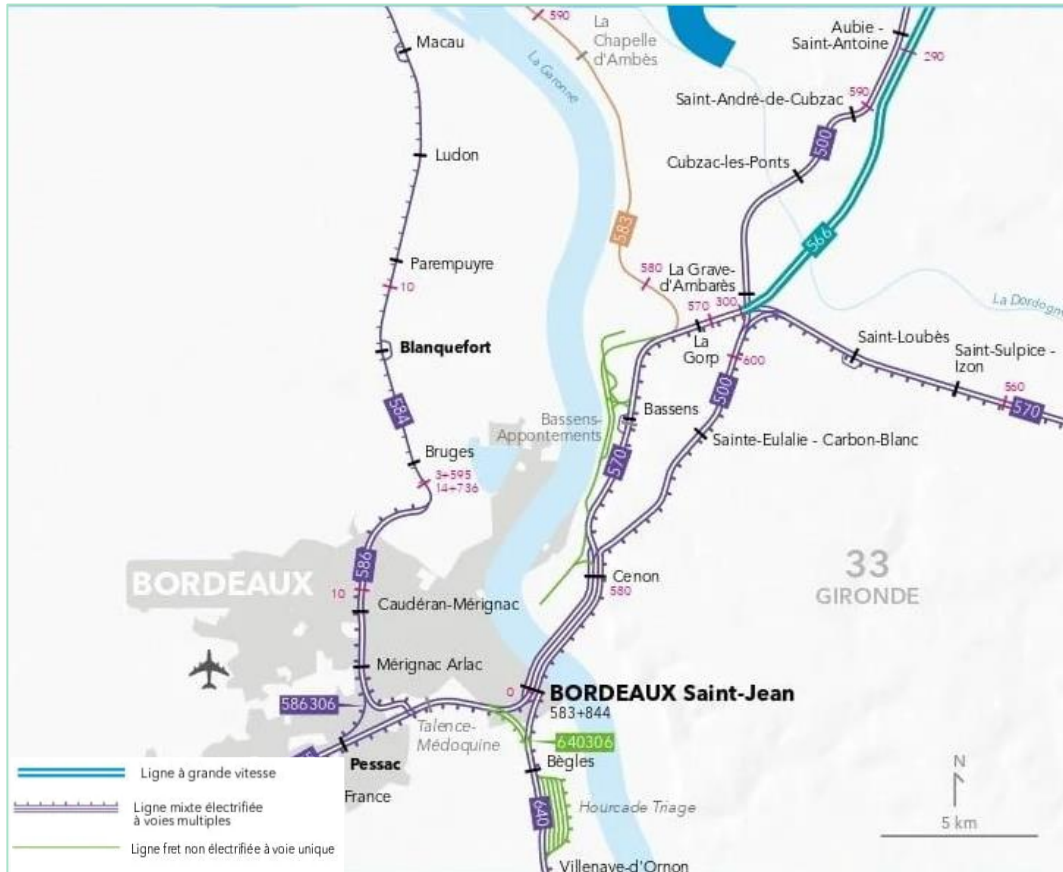 590
La
Chapelle
d'Ambès
Aubie -
Saint-Antoine
290
Macau
La Garonne
590
Saint-André-de-Cubzac
500
Ludon
Cubzac-les-Ponts
583
566
Parempuyre
10
580
La Grave-
d'Ambarès
570
300
La Dordogne
La
Gorp
Blanquefort
600
Saint-Loubès
Saint-Sulpice -
Izon
560
570
500
584
Bassens-
Appontements
Bassens
Sainte-Eulalie - Carbon-Blanc
Bruges
3+595
14+736
570
586
BORDEAUX
33
GIRONDE
Cenon
580
10
Caudéran-Mérignac
Mérignac Arlac
0
BORDEAUX Saint-Jean
583+844
586306
Talence-
Médoquine
640306
Pessac
Bègles
France
640
Hourcade Triage
Villenave-d'Ornon
N
5 km
Ligne à grande vitesse
Ligne mixte électrifiée
à voies multiples
Ligne fret non électrifiée à voie unique